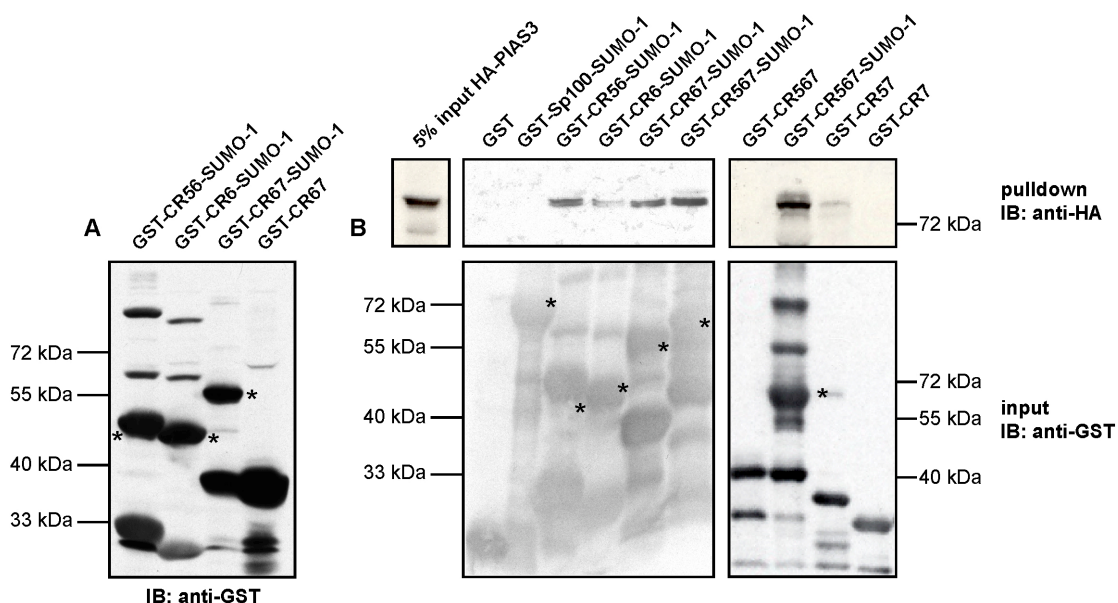 A
GST-CR56-SUMO-1
GST-CR6-SUMO-1
GST-CR67-SUMO-1
GST-CR67
72 kDa
55 kDa
40 kDa
33 kDa
*
*
*
IB: anti-GST
B
5% input HA-PIAS3
GST
GST-Sp100-SUMO-1
GST-CR56-SUMO-1
GST-CR6-SUMO-1
GST-CR67-SUMO-1
GST-CR567-SUMO-1
GST-CR567
GST-CR567-SUMO-1
GST-CR57
GST-CR7
72 kDa
pulldown
IB: anti-HA
72 kDa
55 kDa
40 kDa
33 kDa
*
*
*
*
*
*
72 kDa
55 kDa
40 kDa
input
IB: anti-GST